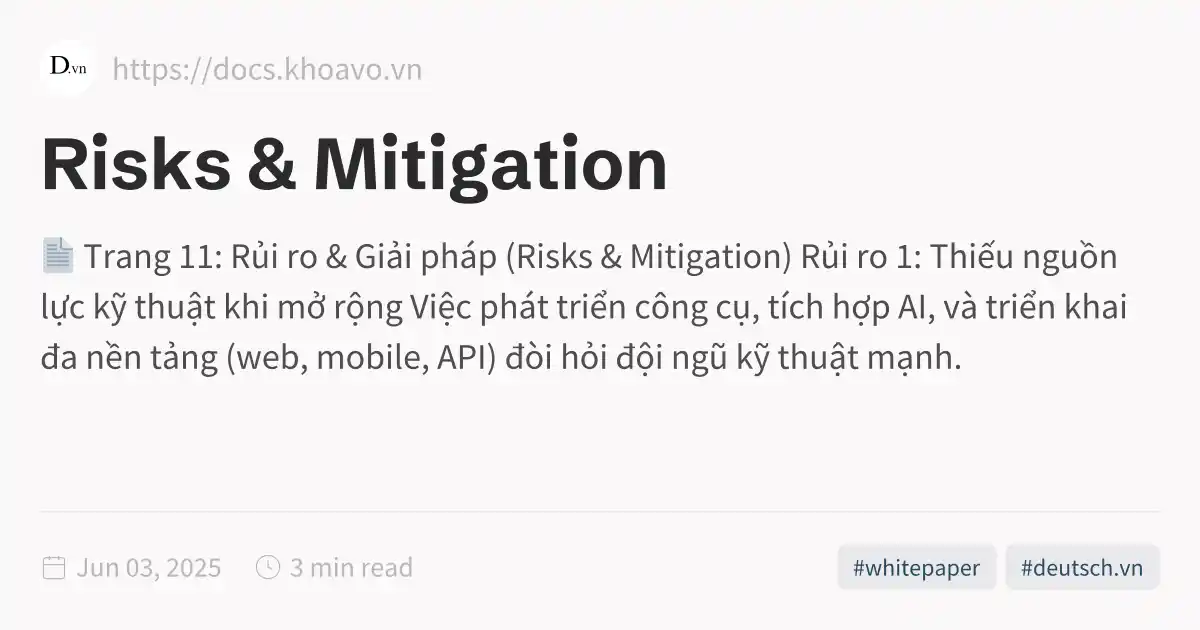 D.vn https://docs.khoavo.vn
Risks & Mitigation
📄 Trang 11: Rủi ro & Giải pháp (Risks & Mitigation) Rủi ro 1: Thiếu nguồn
lực kỹ thuật khi mở rộng Việc phát triển công cụ, tích hợp AI, và triển khai
đa nền tảng (web, mobile, API) đòi hỏi đội ngũ kỹ thuật mạnh.
Jun 03, 2025 3 min read #whitepaper #deutsch.vn